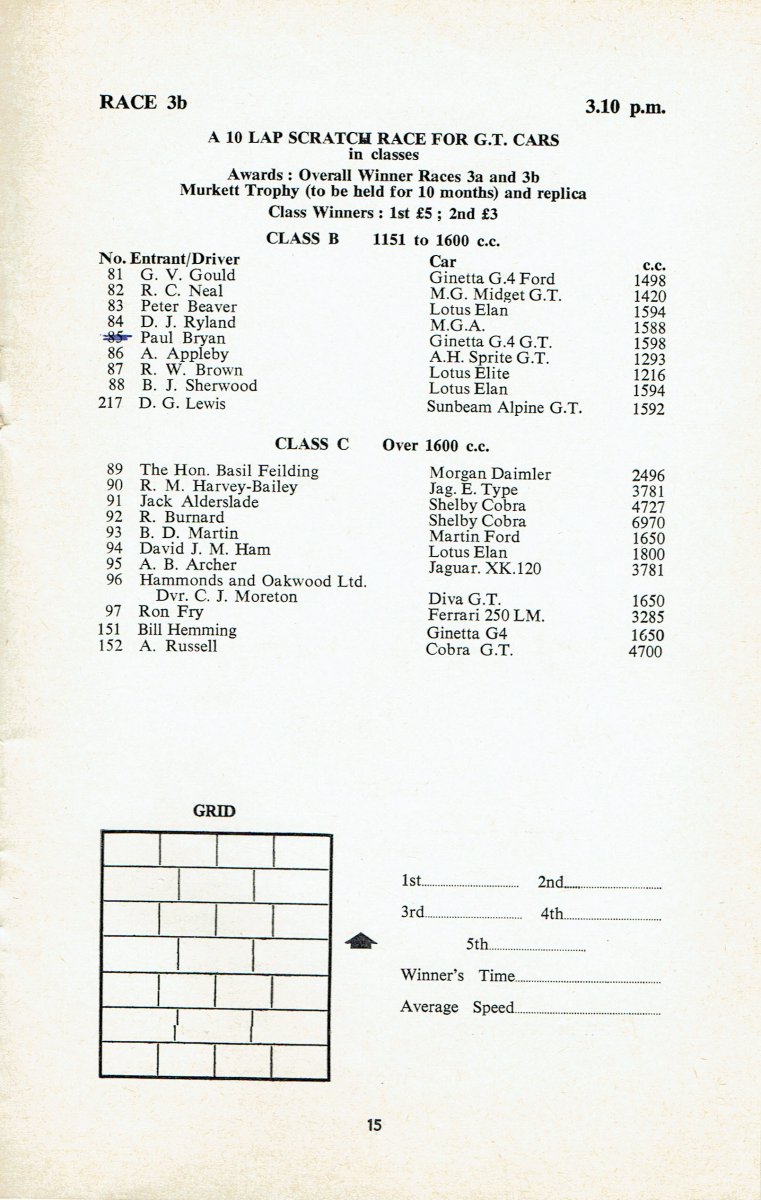 RACE 3b 3.10 p.m.
A 10 LAP SCRATCH RACE FOR G.T. CARS
in classes
Awards : Overall Winner Races 3a and 3b
Murkett Trophy (to be held for 10 months) and replica
Class Winners : 1st £5 ; 2nd £3
CLASS B 1151 to 1600 c.c.
No. Entrant/Driver Car c.c.
81 G. V. Gould Ginetta G.4 Ford 1498
82 R. C. Neal M.G. Midget G.T. 1420
83 Peter Beaver Lotus Elan 1594
84 D. J. Ryland M.G.A. 1588
85 Paul Bryan Ginetta G.4 G.T. 1598
86 A. Appleby A.H. Sprite G.T. 1293
87 R. W. Brown Lotus Elite 1216
88 B. J. Sherwood Lotus Elan 1594
217 D. G. Lewis Sunbeam Alpine G.T. 1592
CLASS C Over 1600 c.c.
89 The Hon. Basil Feilding Morgan Daimler 2496
90 R. M. Harvey-Bailey Jag. E. Type 3781
91 Jack Alderslade Shelby Cobra 4727
92 R. Burnard Shelby Cobra 6970
93 B. D. Martin Martin Ford 1650
94 David J. M. Ham Lotus Elan 1800
95 A. B. Archer Jaguar. XK.120 3781
96 Hammonds and Oakwood Ltd.
Dvr. C. J. Moreton Diva G.T. 1650
97 Ron Fry Ferrari 250 LM. 3285
151 Bill Hemming Ginetta G4 1650
152 A. Russell Cobra G.T. 4700
GRID
1st 2nd
3rd 4th
5th
Winner's Time
Average Speed
15